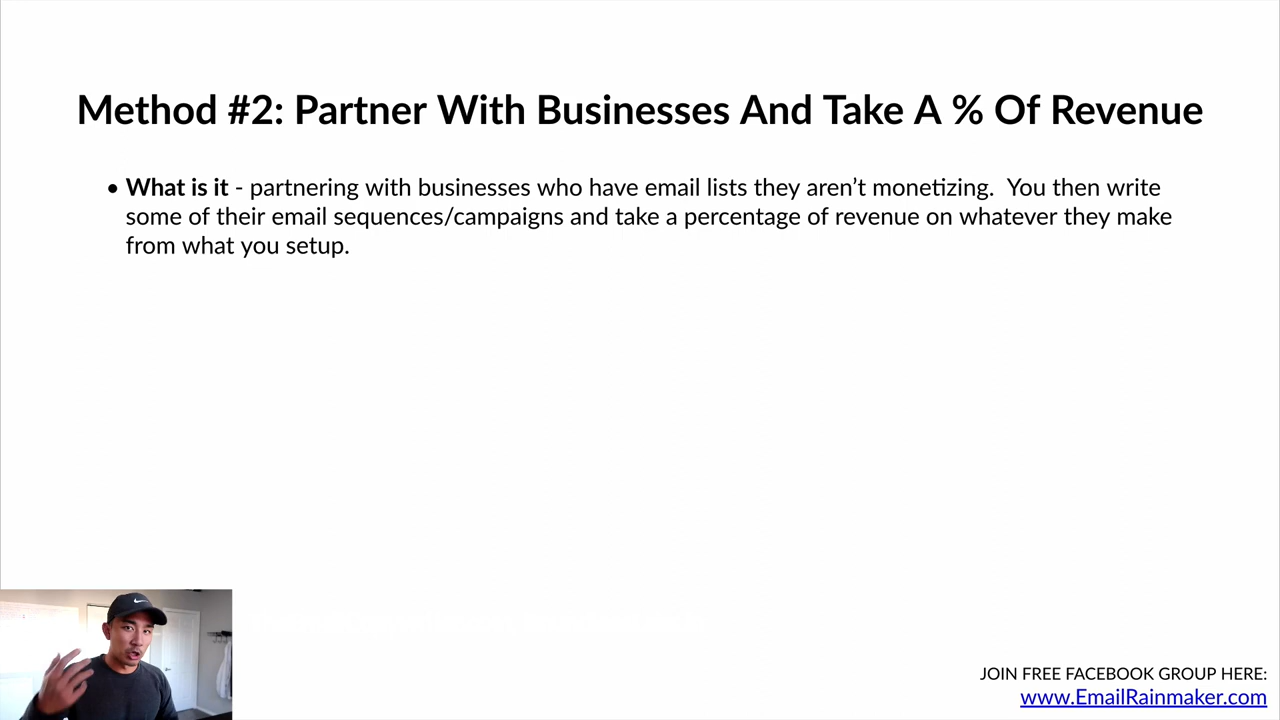 Method #2: Partner With Businesses And Take A % Of Revenue
• What is it - partnering with businesses who have email lists they aren’t monetizing.  You then write
some of their email sequences/campaigns and take a percentage of revenue on whatever they make
from what you setup.
JOIN FREE FACEBOOK GROUP HERE:
www.EmailRainmaker.com